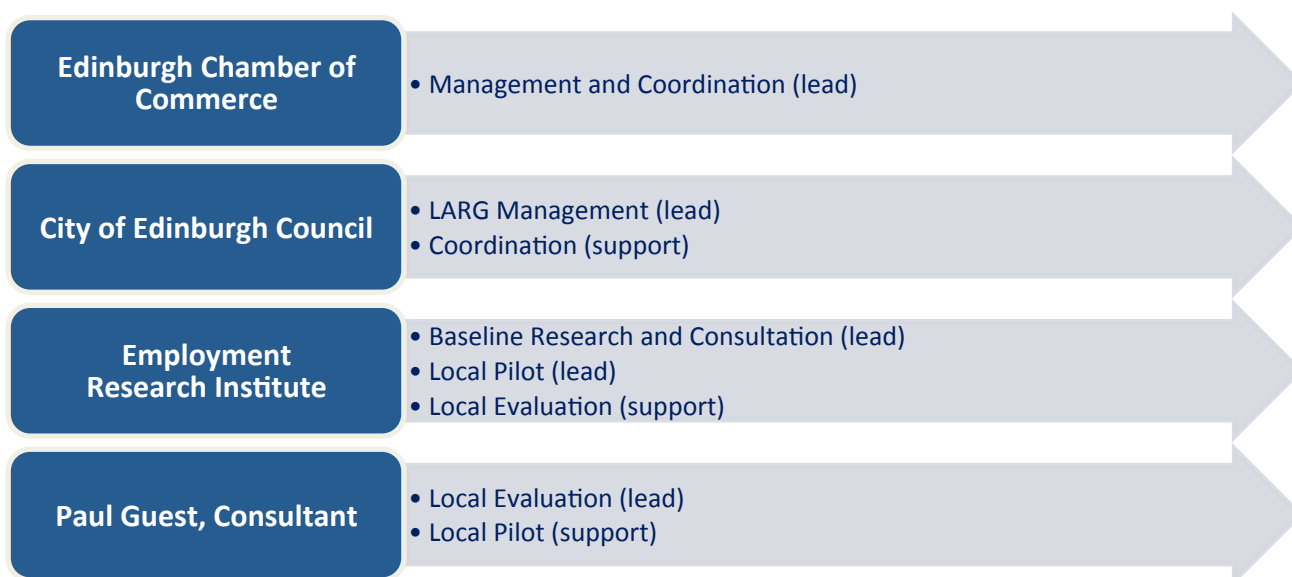 Edinburgh Chamber of
Commerce
• Management and Coordination (lead)
City of Edinburgh Council
• LARG Management (lead)
• Coordination (support)
Employment
Research Institute
• Baseline Research and Consultation (lead)
• Local Pilot (lead)
• Local Evaluation (support)
Paul Guest, Consultant
• Local Evaluation (lead)
• Local Pilot (support)